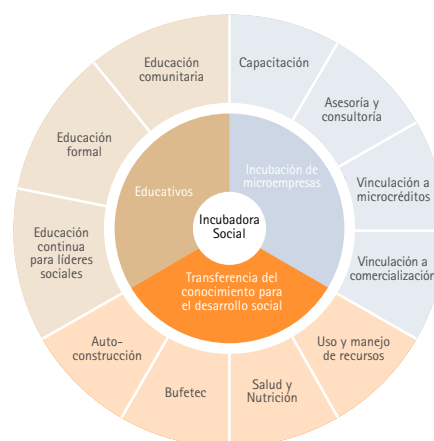 Educación
comunitaria
Capacitación
Asesoría y
consultoría
Educación
formal
Incubación de
microempresas
Educativos
Vinculación a
microcréditos
Incubadora
Social
Educación
continua
para líderes
sociales
Vinculación a
comercialización
Transferencia del
conocimiento para
el desarrollo social
Auto-
construcción
Uso y manejo
de recursos
Bufetec
Salud y
Nutrición